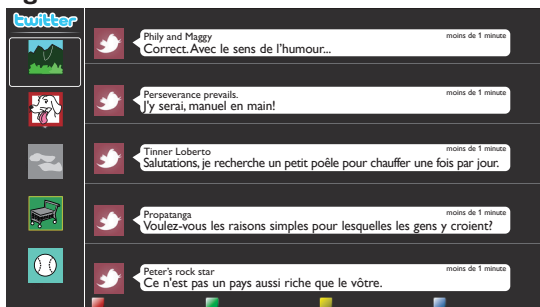 twitter
Phily and Maggy
moins de 1 minute
Correct. Avec le sens de l'humour...
Perseverance prevails.
moins de 1 minute
J'y serai, manuel en main!
Tinner Loberto
moins de 1 minute
Salutations, je recherche un petit poêle pour chauffer une fois par jour.
Propatanga
moins de 1 minute
Voulez-vous les raisons simples pour lesquelles les gens y croient?
Peter's rock star
moins de 1 minute
Ce n'est pas un pays aussi riche que le vôtre.